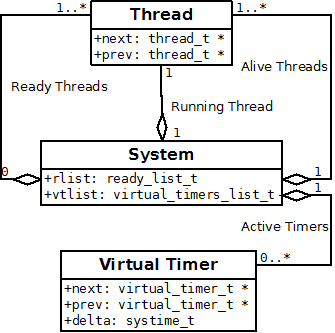 1..*
Thread
1..*
+next: thread_t *
+prev: thread_t *
Alive Threads
1
Ready Threads
Running Thread
1
System
0
+rlist: ready_list_t
1
+vtlist: virtual_timers_list_t
1
Active Timers
0..*
Virtual Timer
+next: virtual_timer_t *
+prev: virtual_timer_t *
+delta: systime_t